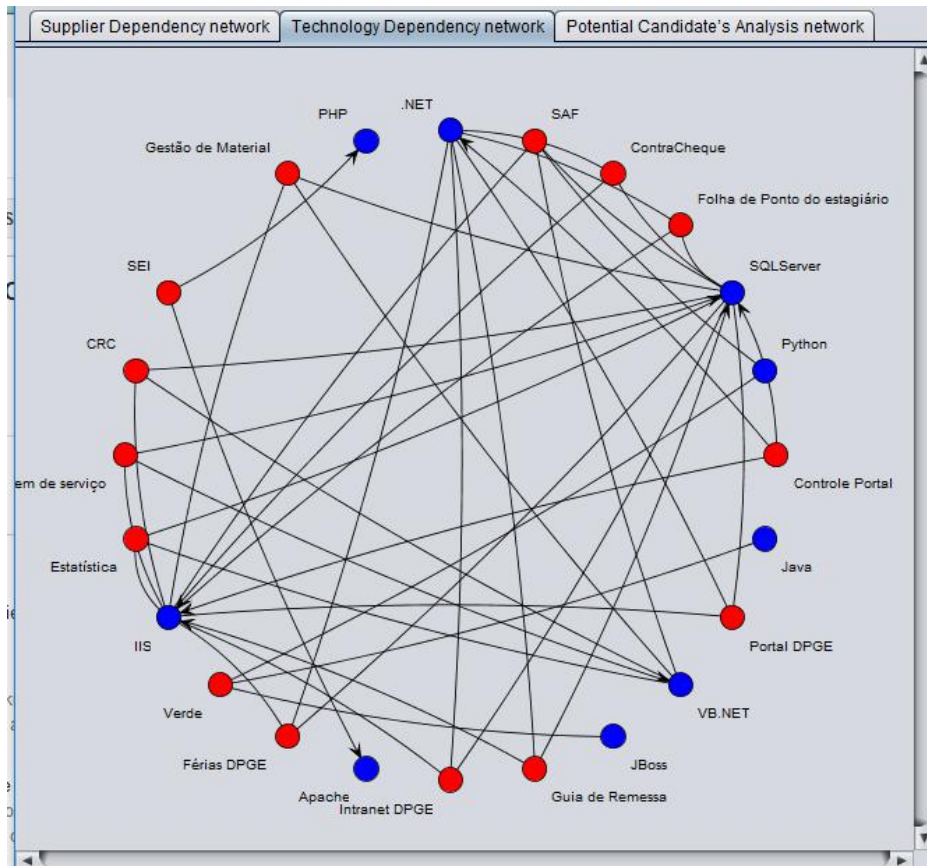 Supplier Dependency network
Technology Dependency network
Potential Candidate's Analysis network
PHP
.NET
SAF
Gestão de Material
ContraCheque
Folha de Ponto do estagiário
SEI
SQLServer
CRC
Python
em de serviço
Controle Portal
Estatística
Java
IIS
Portal DPGE
Verde
VB.NET
Férias DPGE
JBoss
Apache
Intranet DPGE
Guia de Remessa